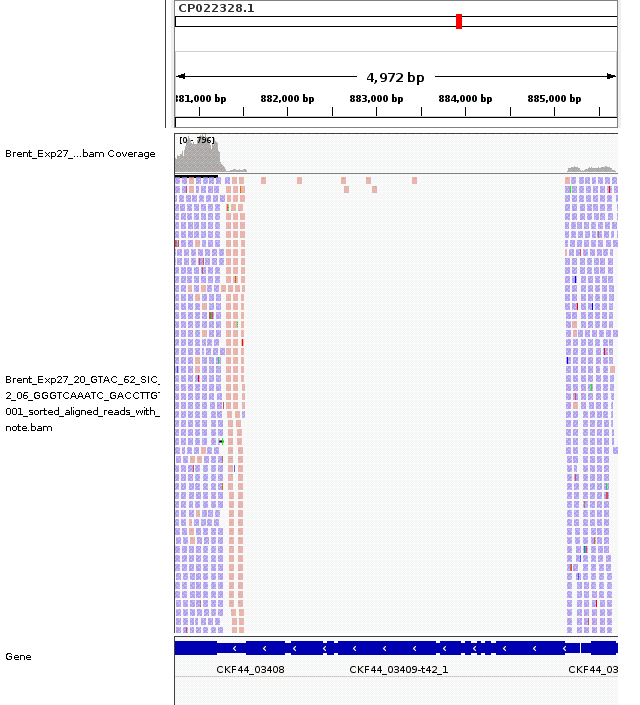 CP022328.1
4,972 bp
881,000 bp 882,000 bp 883,000 bp 884,000 bp 885,000 bp
[0 - 796]
Brent_Exp27_...bam Coverage
Brent_Exp27_20_GTAC_62_SIC_
2_06_GGGTCAAATC_GACCTTG
001_sorted_aligned_reads_with_
note.bam
Gene
CKF44_03408 CKF44_03409-t42_1 CKF44_03